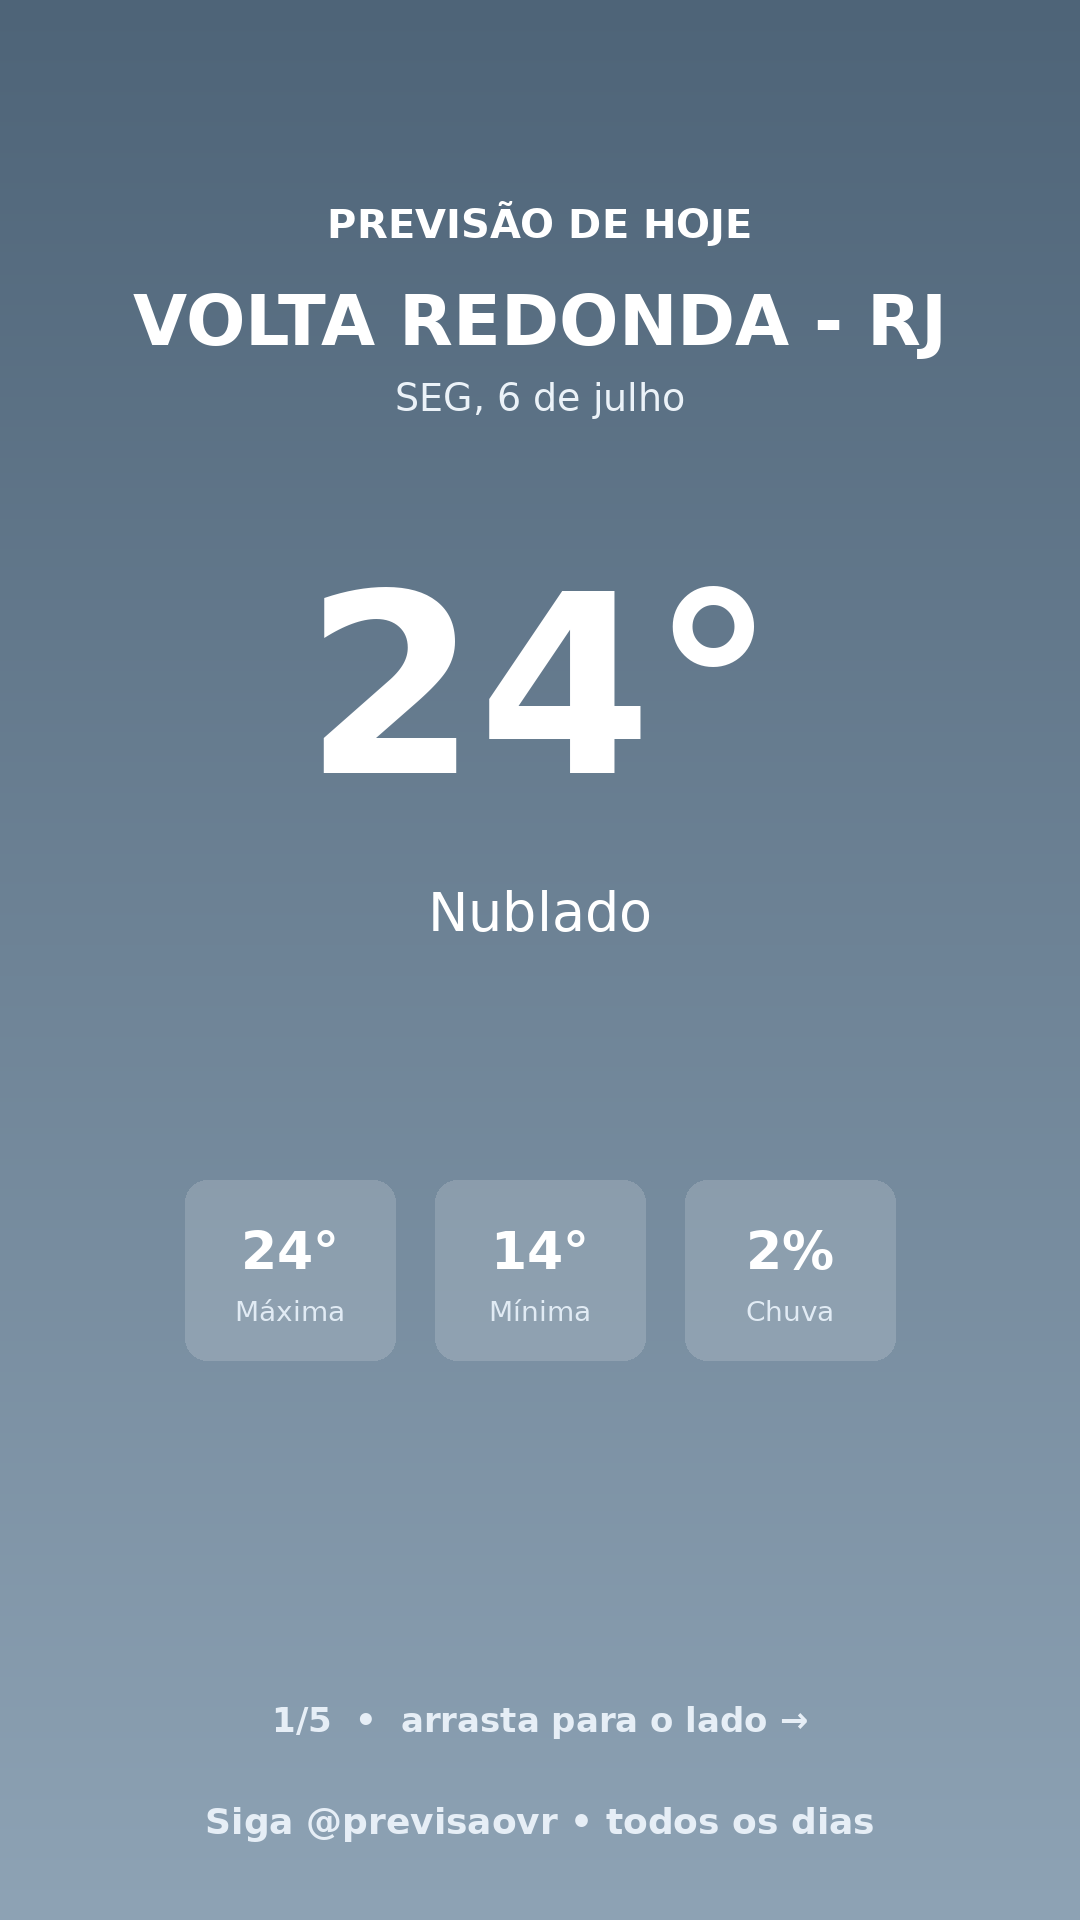 PREVISÃO DE HOJE
VOLTA REDONDA - RJ
SEG, 6 de julho
24°
Nublado
24° 14° 2%
Máxima Mínima Chuva
1/5 • arrasta para o lado →
Siga @previsaovr • todos os dias